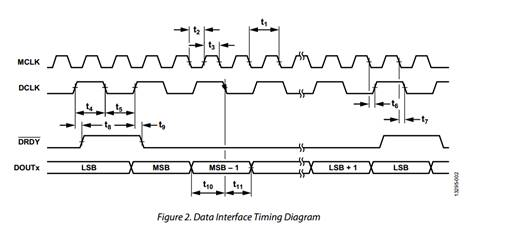 t2
t1
t3
MCLK
DCLK
t4
t5
t6
t8
t9
t7
DRDY
DOUTx
LSB
MSB
MSB – 1
LSB + 1
LSB
t10
t11
13295-002
Figure 2. Data Interface Timing Diagram